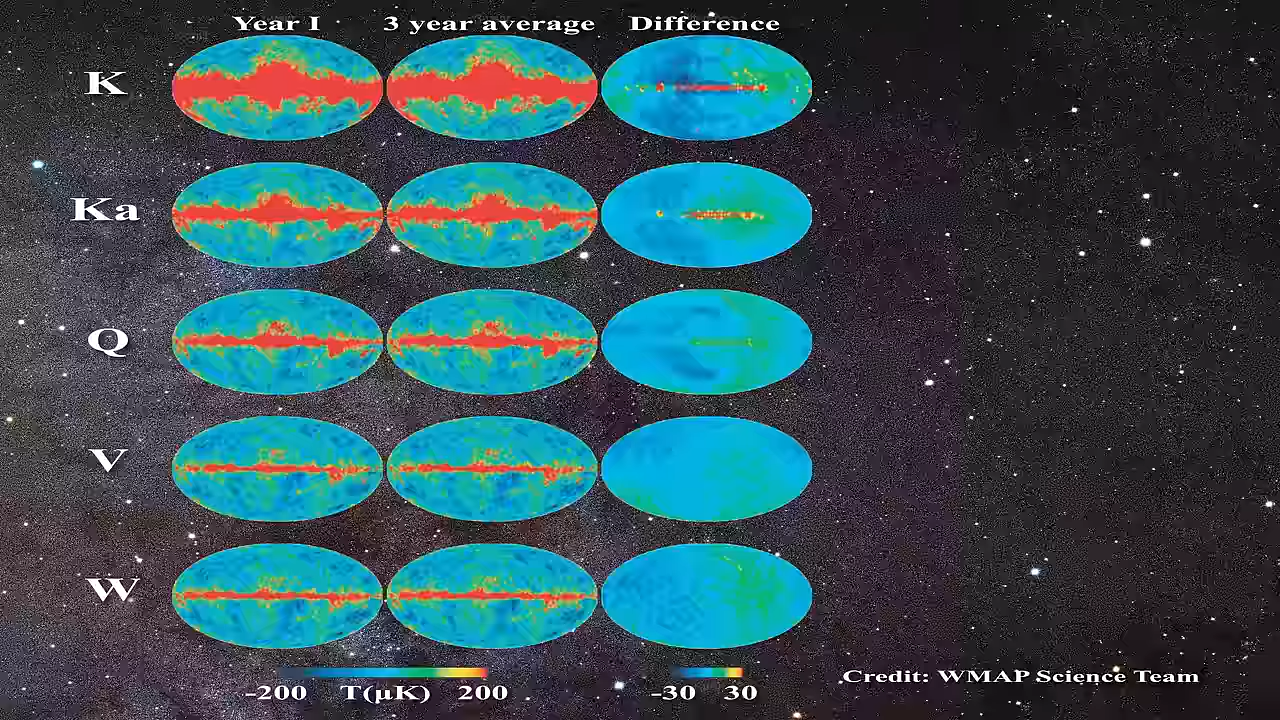 Year I 3 year average Difference
K
Ka
Q
V
W
-200 T(μK) 200 -30 30
Credit: WMAP Science Team